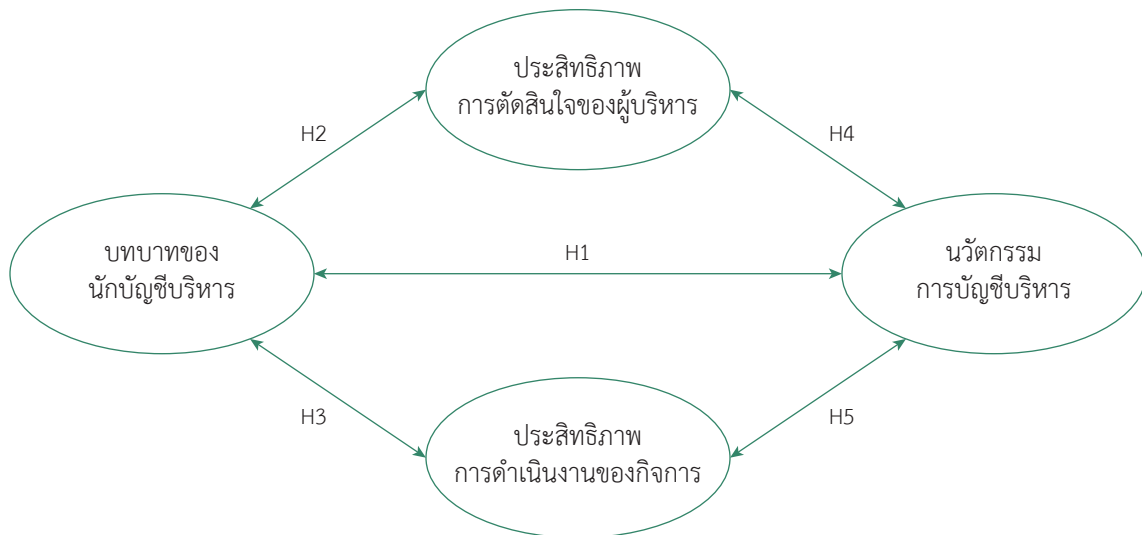 ประสิทธิภาพ
การตัดสินใจของผู้บริหาร
H2
H4
บทบาทของ
นักบัญชีบริหาร
H1
นวัตกรรม
การบัญชีบริหาร
H3
H5
ประสิทธิภาพ
การดำเนินงานของกิจการ